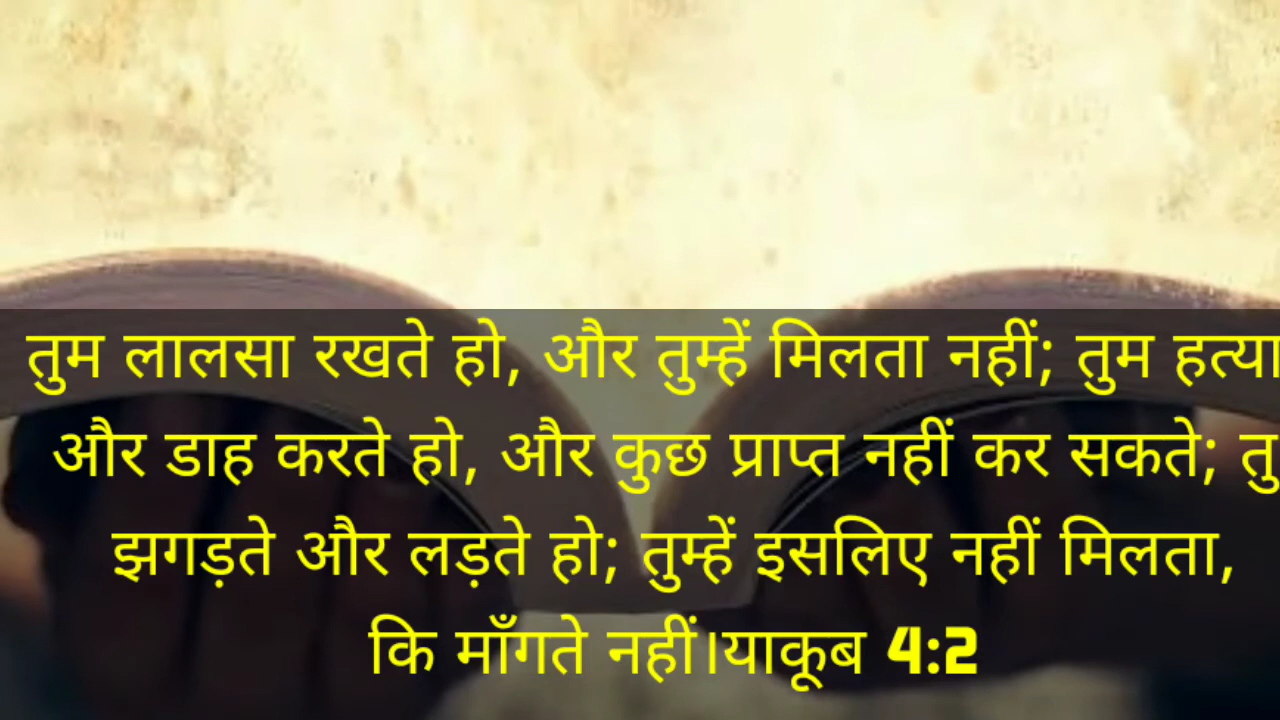 तुम लालसा रखते हो, और तुम्हें मिलता नहीं; तुम हत्या
और डाह करते हो, और कुछ प्राप्त नहीं कर सकते; तु
झगड़ते और लड़ते हो; तुम्हें इसलिए नहीं मिलता,
कि माँगते नहीं।याकूब 4:2